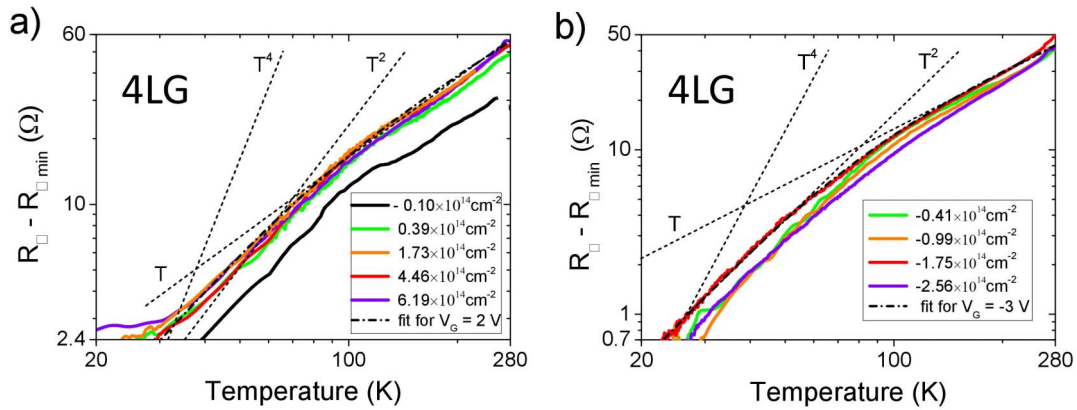 a)
60
10
2.4
R□ - R□ min (Ω)
4LG
T⁴
T²
T
- 0.10×10¹⁴cm⁻²
0.39×10¹⁴cm⁻²
1.73×10¹⁴cm⁻²
4.46×10¹⁴cm⁻²
6.19×10¹⁴cm⁻²
fit for V_G = 2 V
20
100
280
Temperature (K)
b)
50
10
1
0.7
R□ - R□ min (Ω)
4LG
T⁴
T²
T
-0.41×10¹⁴cm⁻²
-0.99×10¹⁴cm⁻²
-1.75×10¹⁴cm⁻²
-2.56×10¹⁴cm⁻²
fit for V_G = -3 V
20
100
280
Temperature (K)